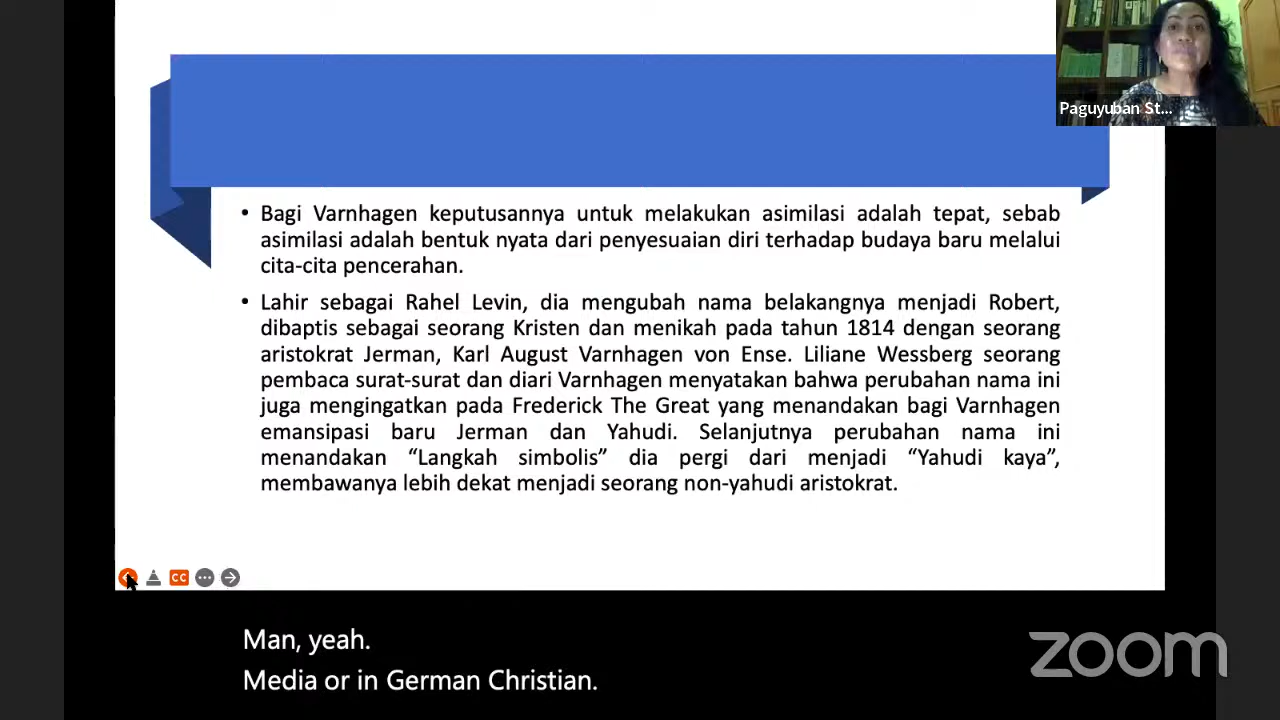 Paguyuban St...
• Bagi Varnhagen keputusannya untuk melakukan asimilasi adalah tepat, sebab
asimilasi adalah bentuk nyata dari penyesuaian diri terhadap budaya baru melalui
cita-cita pencerahan.
• Lahir sebagai Rahel Levin, dia mengubah nama belakangnya menjadi Robert,
dibaptis sebagai seorang Kristen dan menikah pada tahun 1814 dengan seorang
aristokrat Jerman, Karl August Varnhagen von Ense. Liliane Wessberg seorang
pembaca surat-surat dan diari Varnhagen menyatakan bahwa perubahan nama ini
juga mengingatkan pada Frederick The Great yang menandakan bagi Varnhagen
emansipasi baru Jerman dan Yahudi. Selanjutnya perubahan nama ini
menandakan “Langkah simbolis” dia pergi dari menjadi “Yahudi kaya”,
membawanya lebih dekat menjadi seorang non-yahudi aristokrat.
CC
Man, yeah.
Media or in German Christian.
zoom